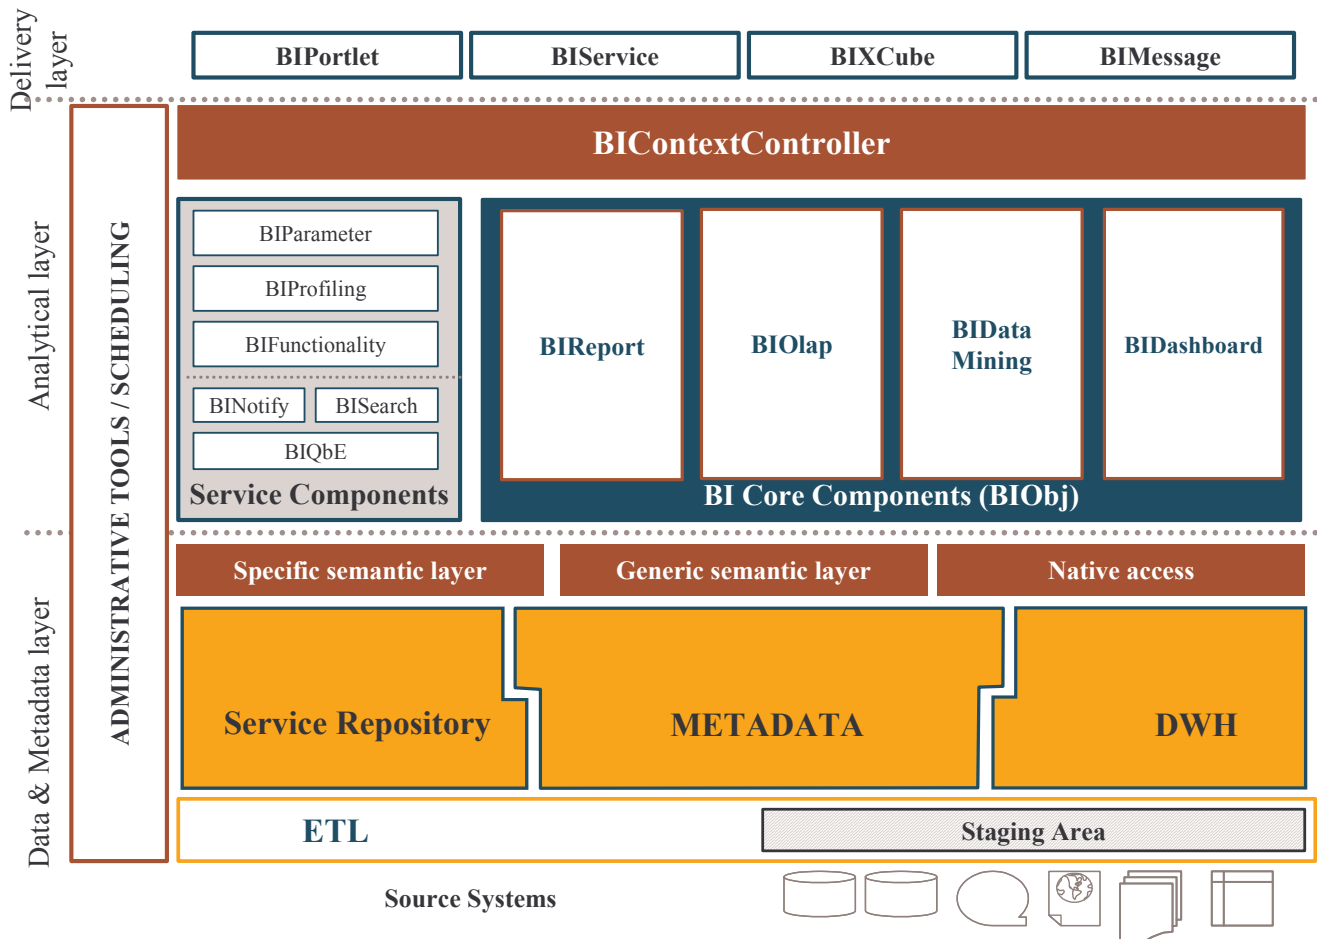 Delivery
layer
BIPortlet
BIService
BIXCube
BIMessage
ADMINISTRATIVE TOOLS / SCHEDULING
BIContextController
Analytical layer
BIParameter
BIProfiling
BIFunctionality
BINotify
BISearch
BIQbE
Service Components
BIReport
BIOlap
BIData
Mining
BIDashboard
BI Core Components (BIObj)
Data & Metadata layer
Specific semantic layer
Generic semantic layer
Native access
Service Repository
METADATA
DWH
ETL
Staging Area
Source Systems